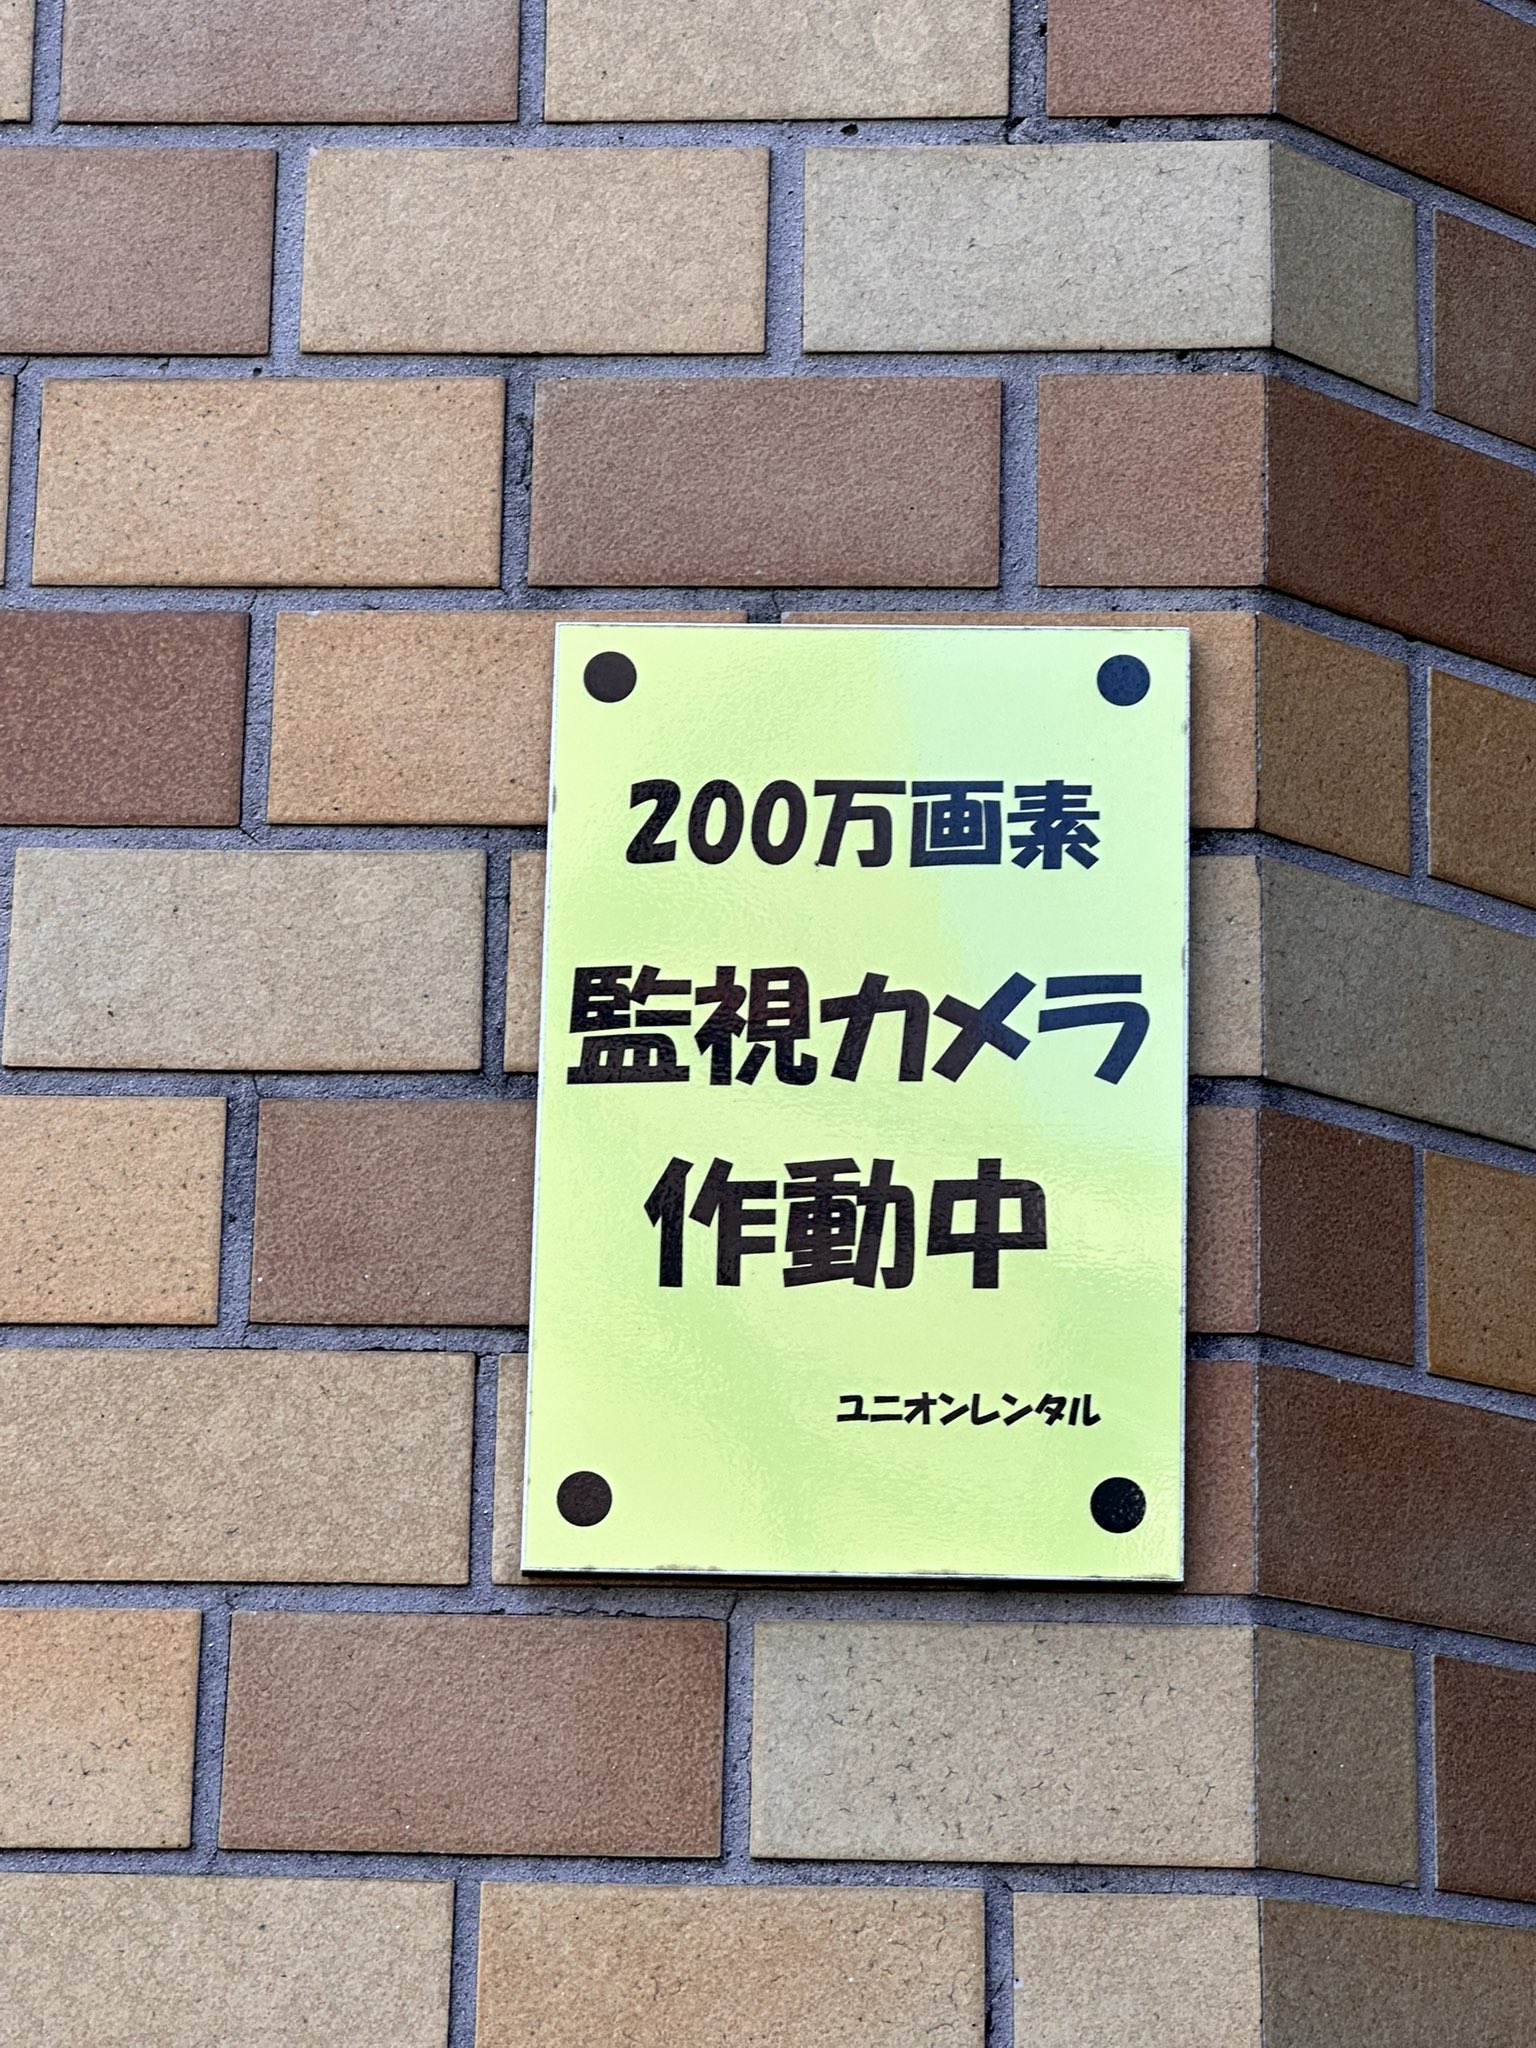 200万画素
監視カメラ
作動中
ユニオンレンタル